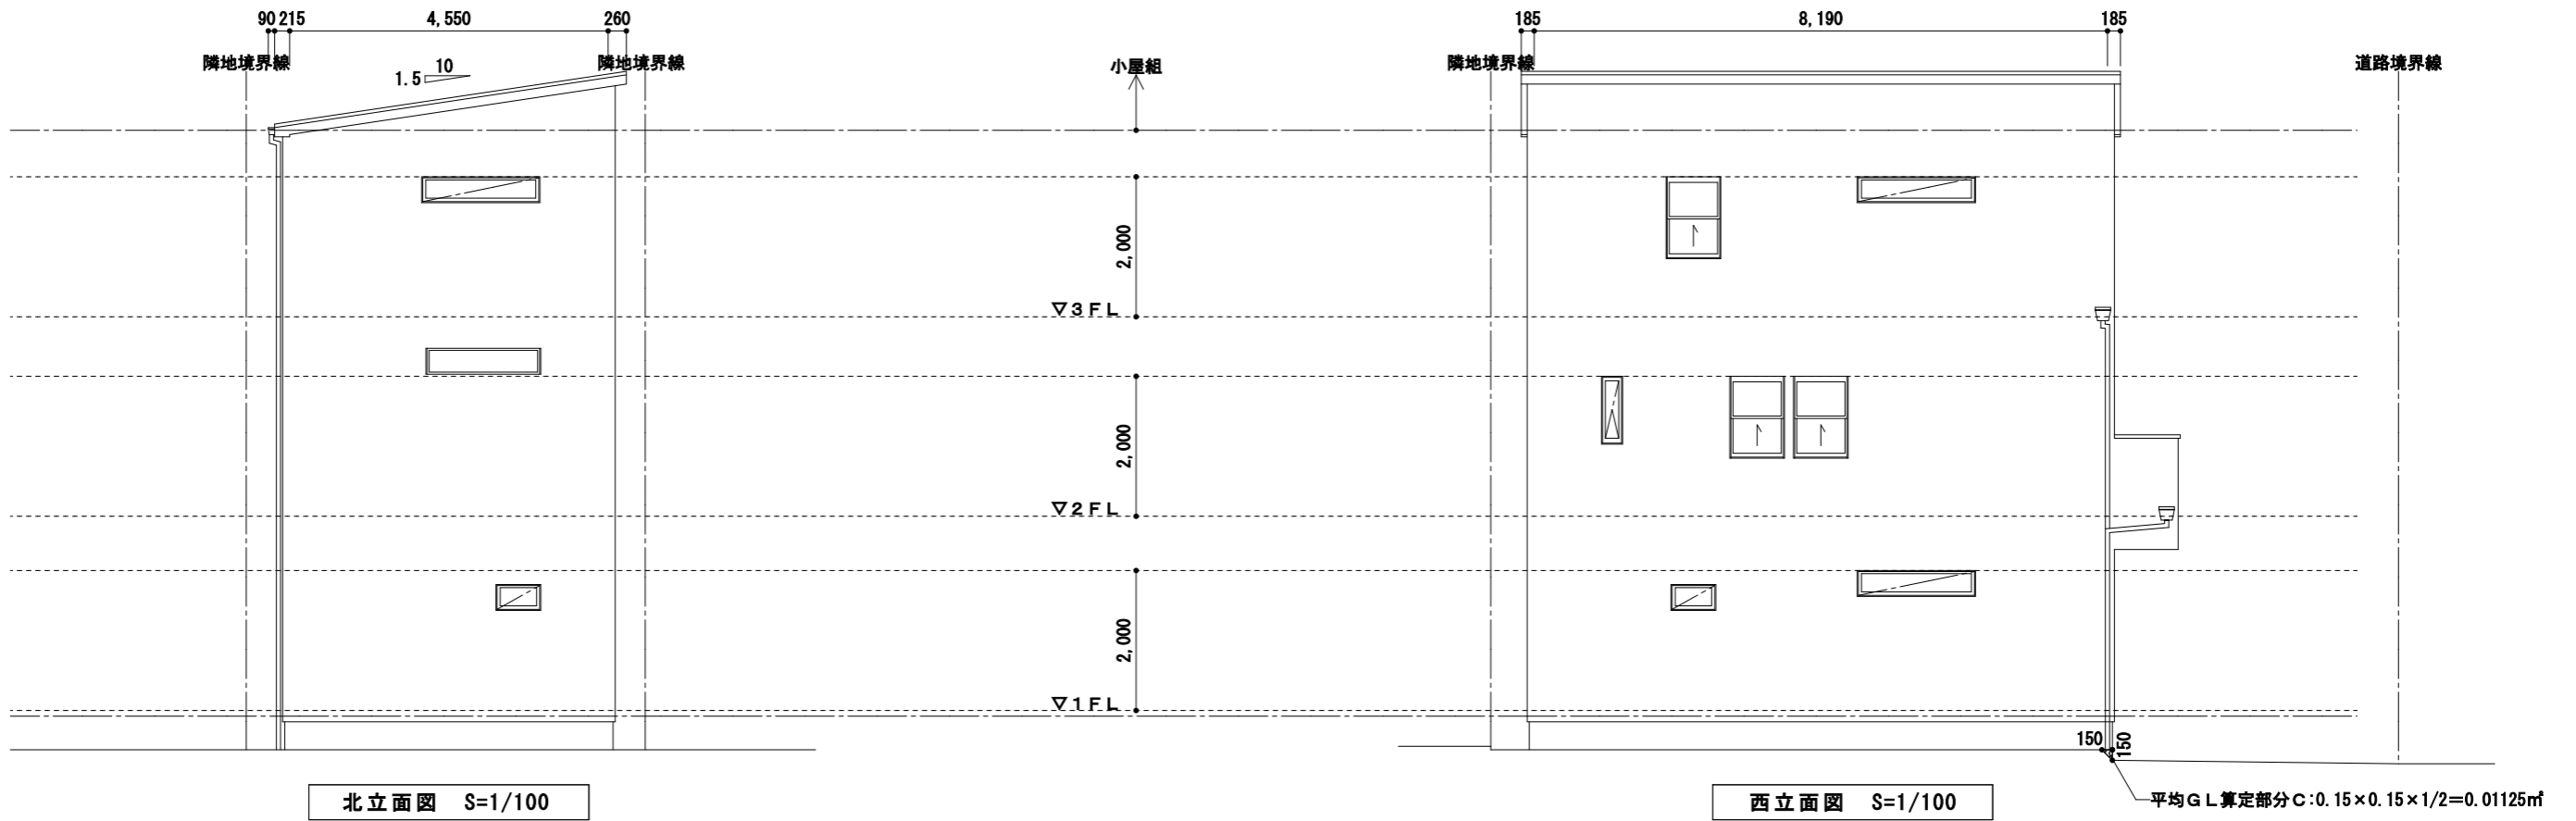 90 215 4,550 260
185 8,190 185
隣地境界線 隣地境界線 小屋組 隣地境界線 道路境界線
10
1.5
2,000
▽3FL
2,000
▽2FL
2,000
▽1FL
150 150
北立面図 S=1/100
西立面図 S=1/100
平均GL算定部分C:0.15×0.15×1/2=0.01125㎡